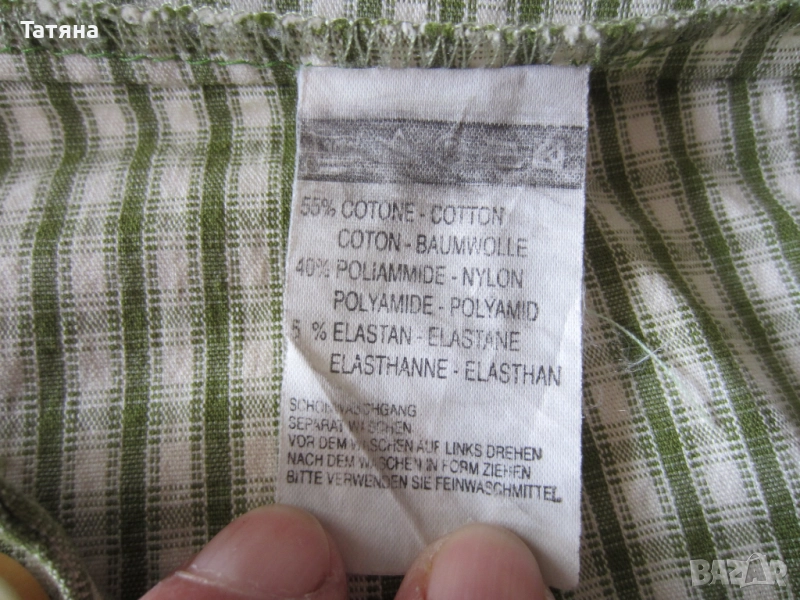 Татяна
55% COTONE - COTTON
COTON - BAUMWOLLE
40% POLIAMMIDE - NYLON
POLYAMIDE - POLYAMID
5 % ELASTAN - ELASTANE
ELASTHANNE - ELASTHAN
SCHONWASCHGANG
SEPARAT WASCHEN
VOR DEM WASCHEN AUF LINKS DREHEN
NACH DEM WASCHEN IN FORM ZIEHEN
BITTE VERWENDEN SIE FEINWASCHMITTEL
BAZAR